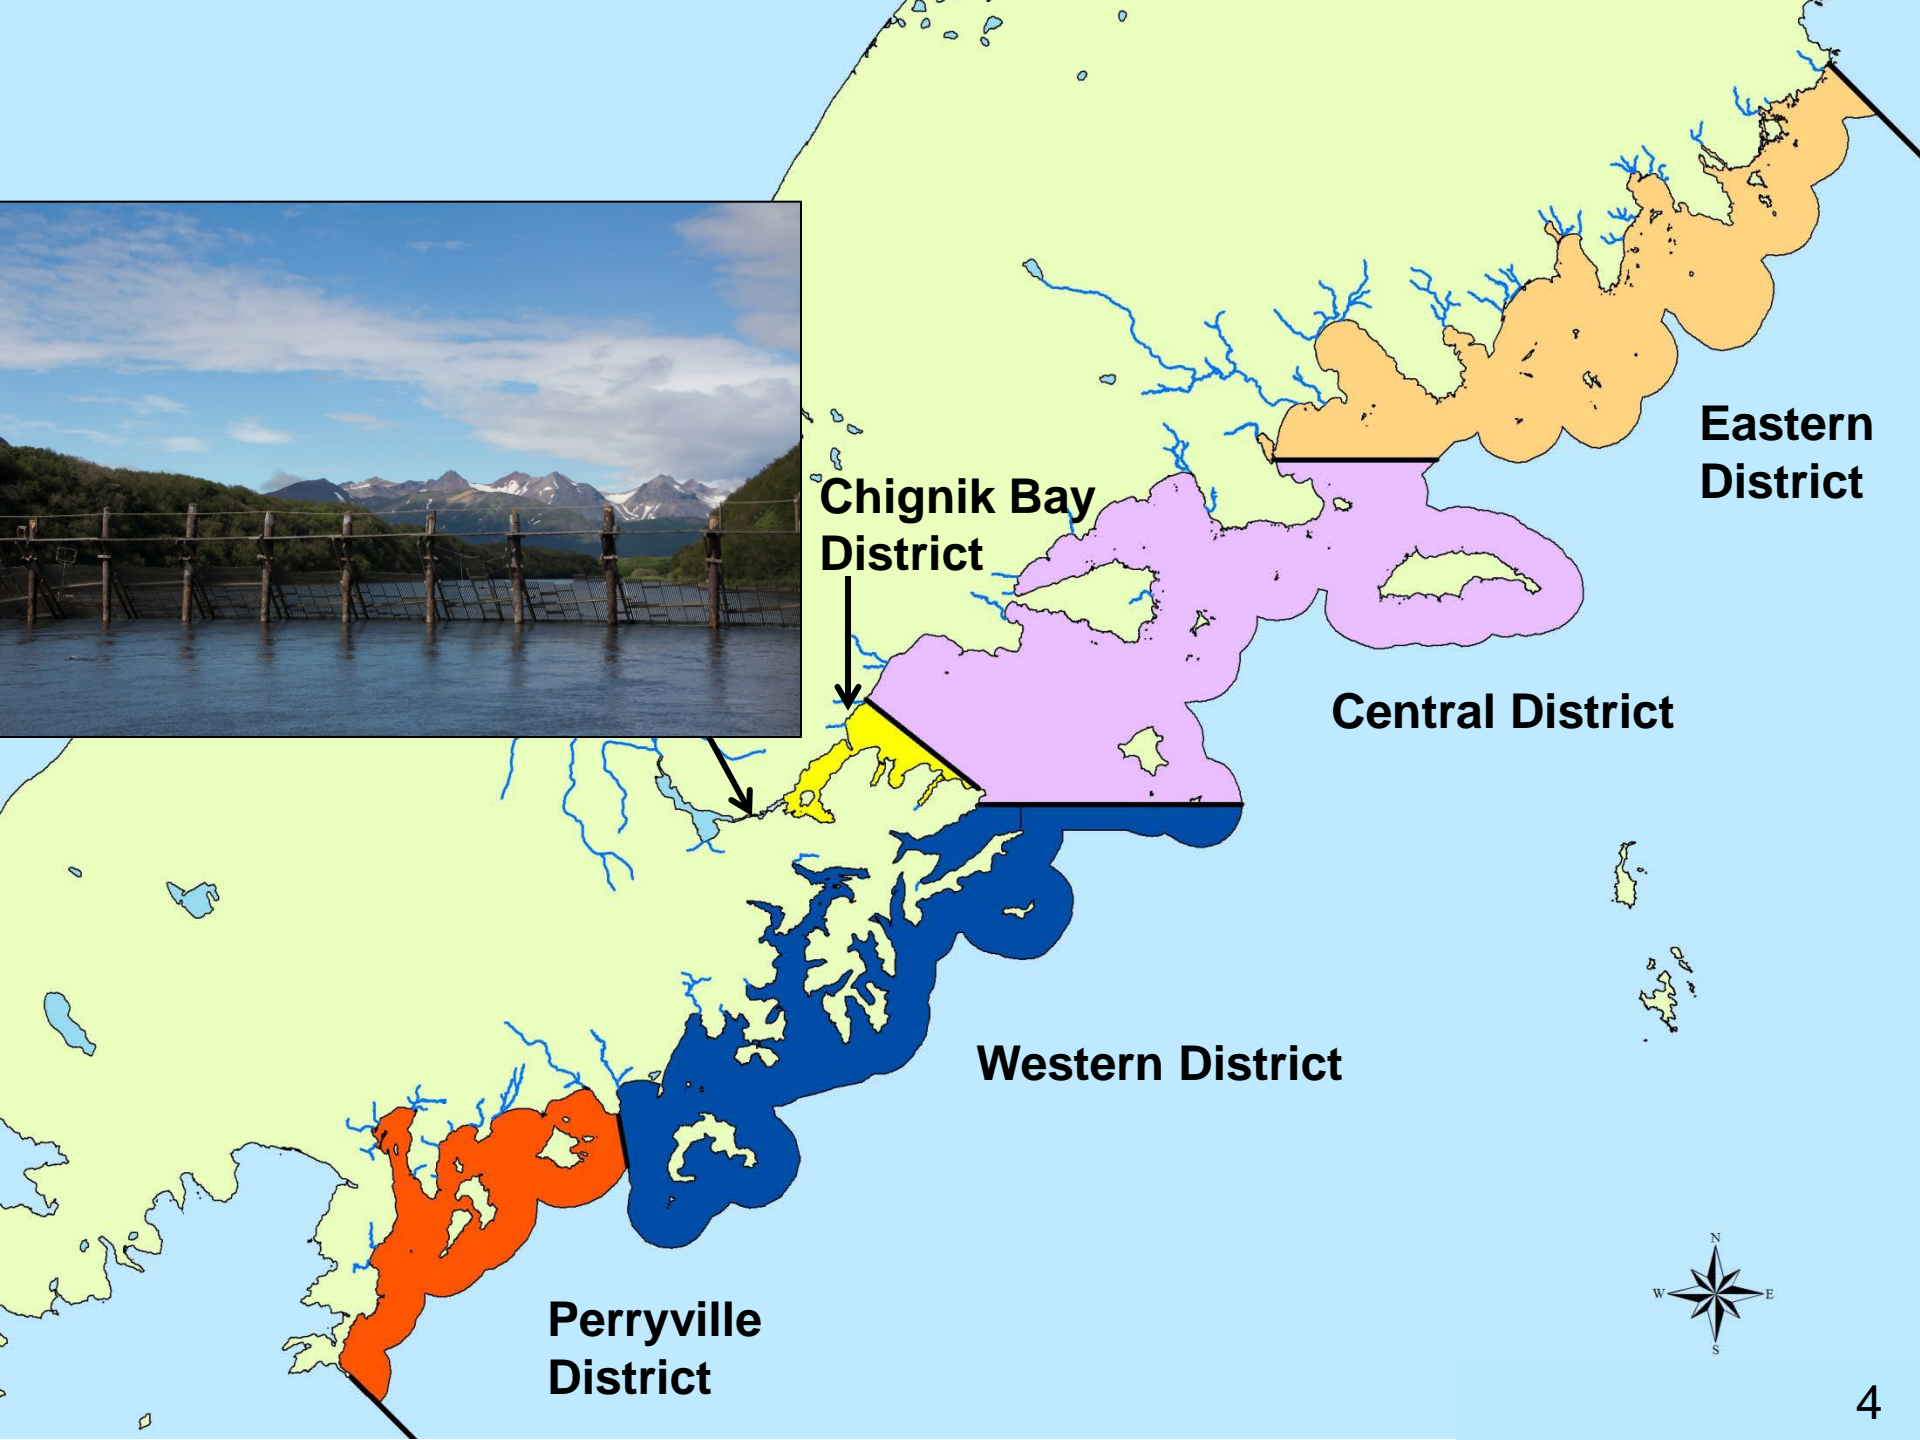 Eastern
District
Chignik Bay
District
Central District
Western District
Perryville
District
N
W
E
S
4